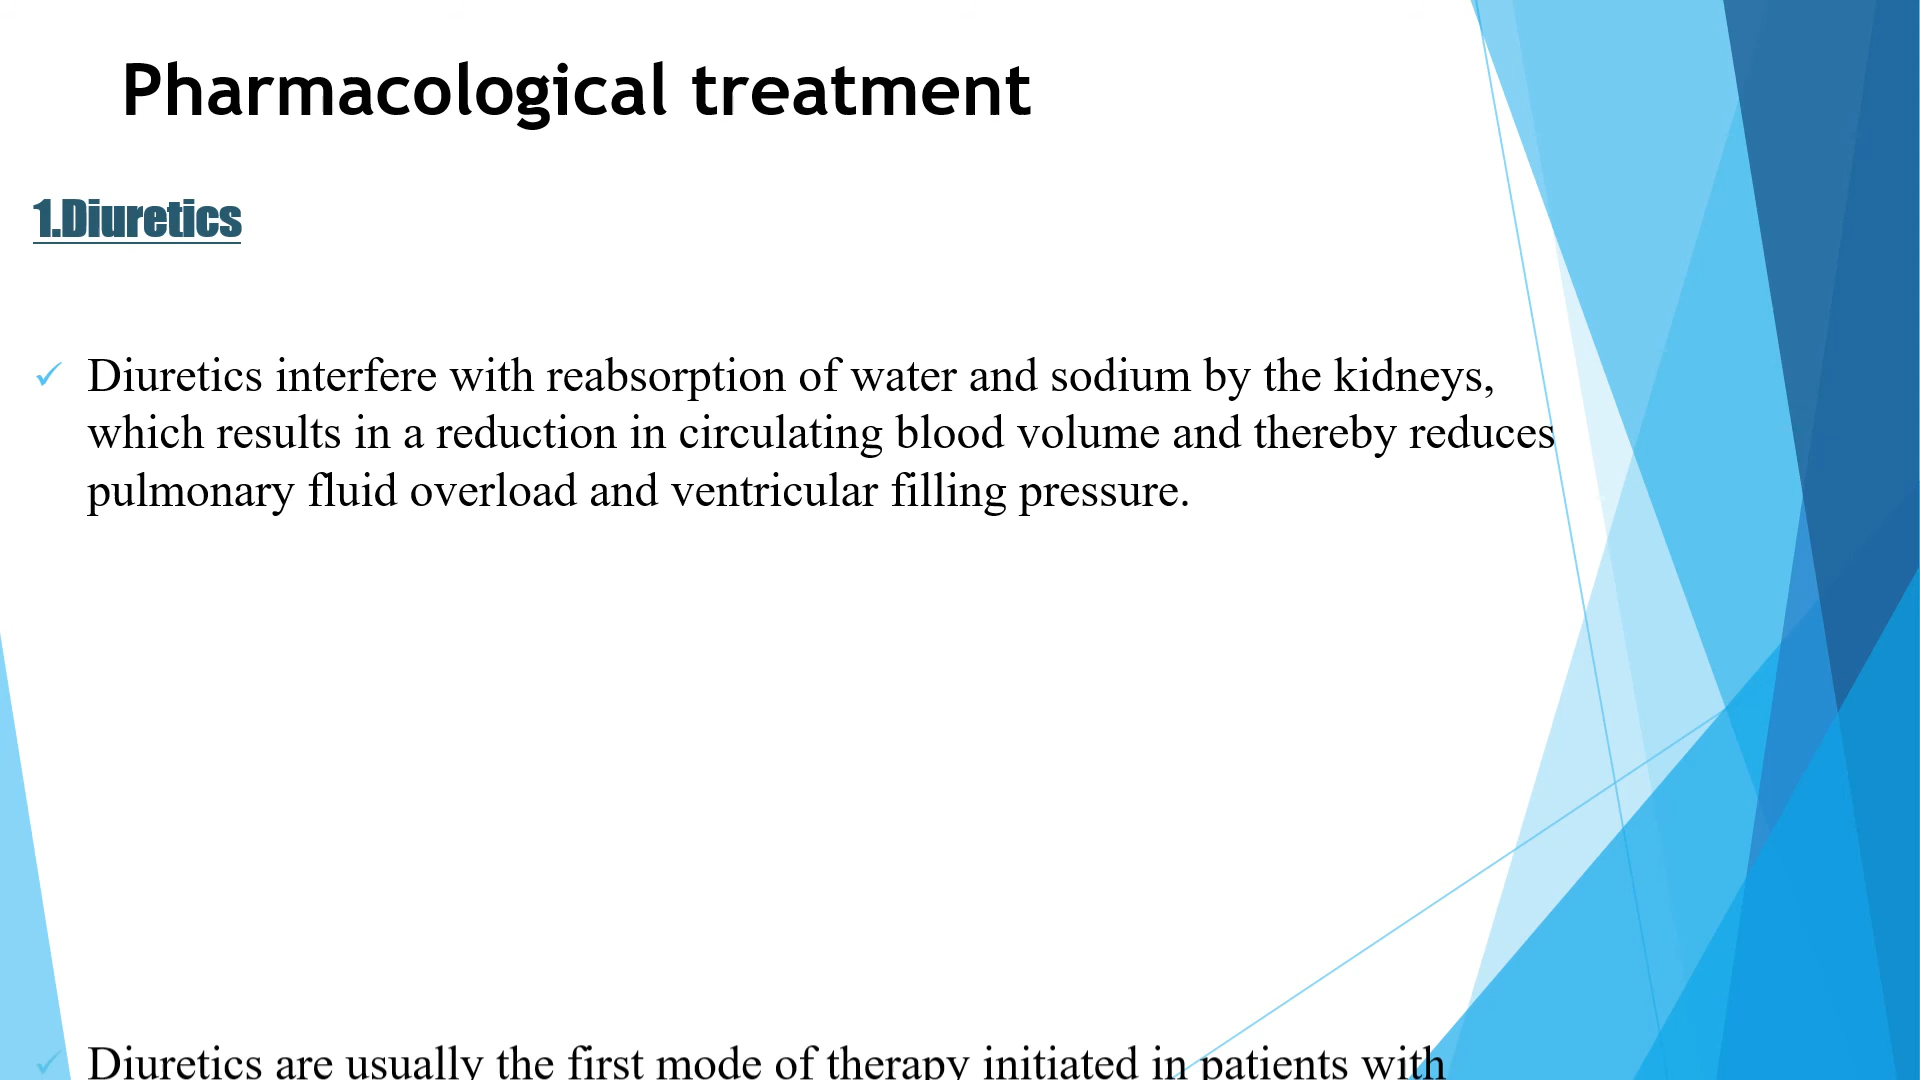 Pharmacological treatment
1.Diuretics
✓ Diuretics interfere with reabsorption of water and sodium by the kidneys,
which results in a reduction in circulating blood volume and thereby reduces
pulmonary fluid overload and ventricular filling pressure.
✓ Diuretics are usually the first mode of therapy initiated in patients with